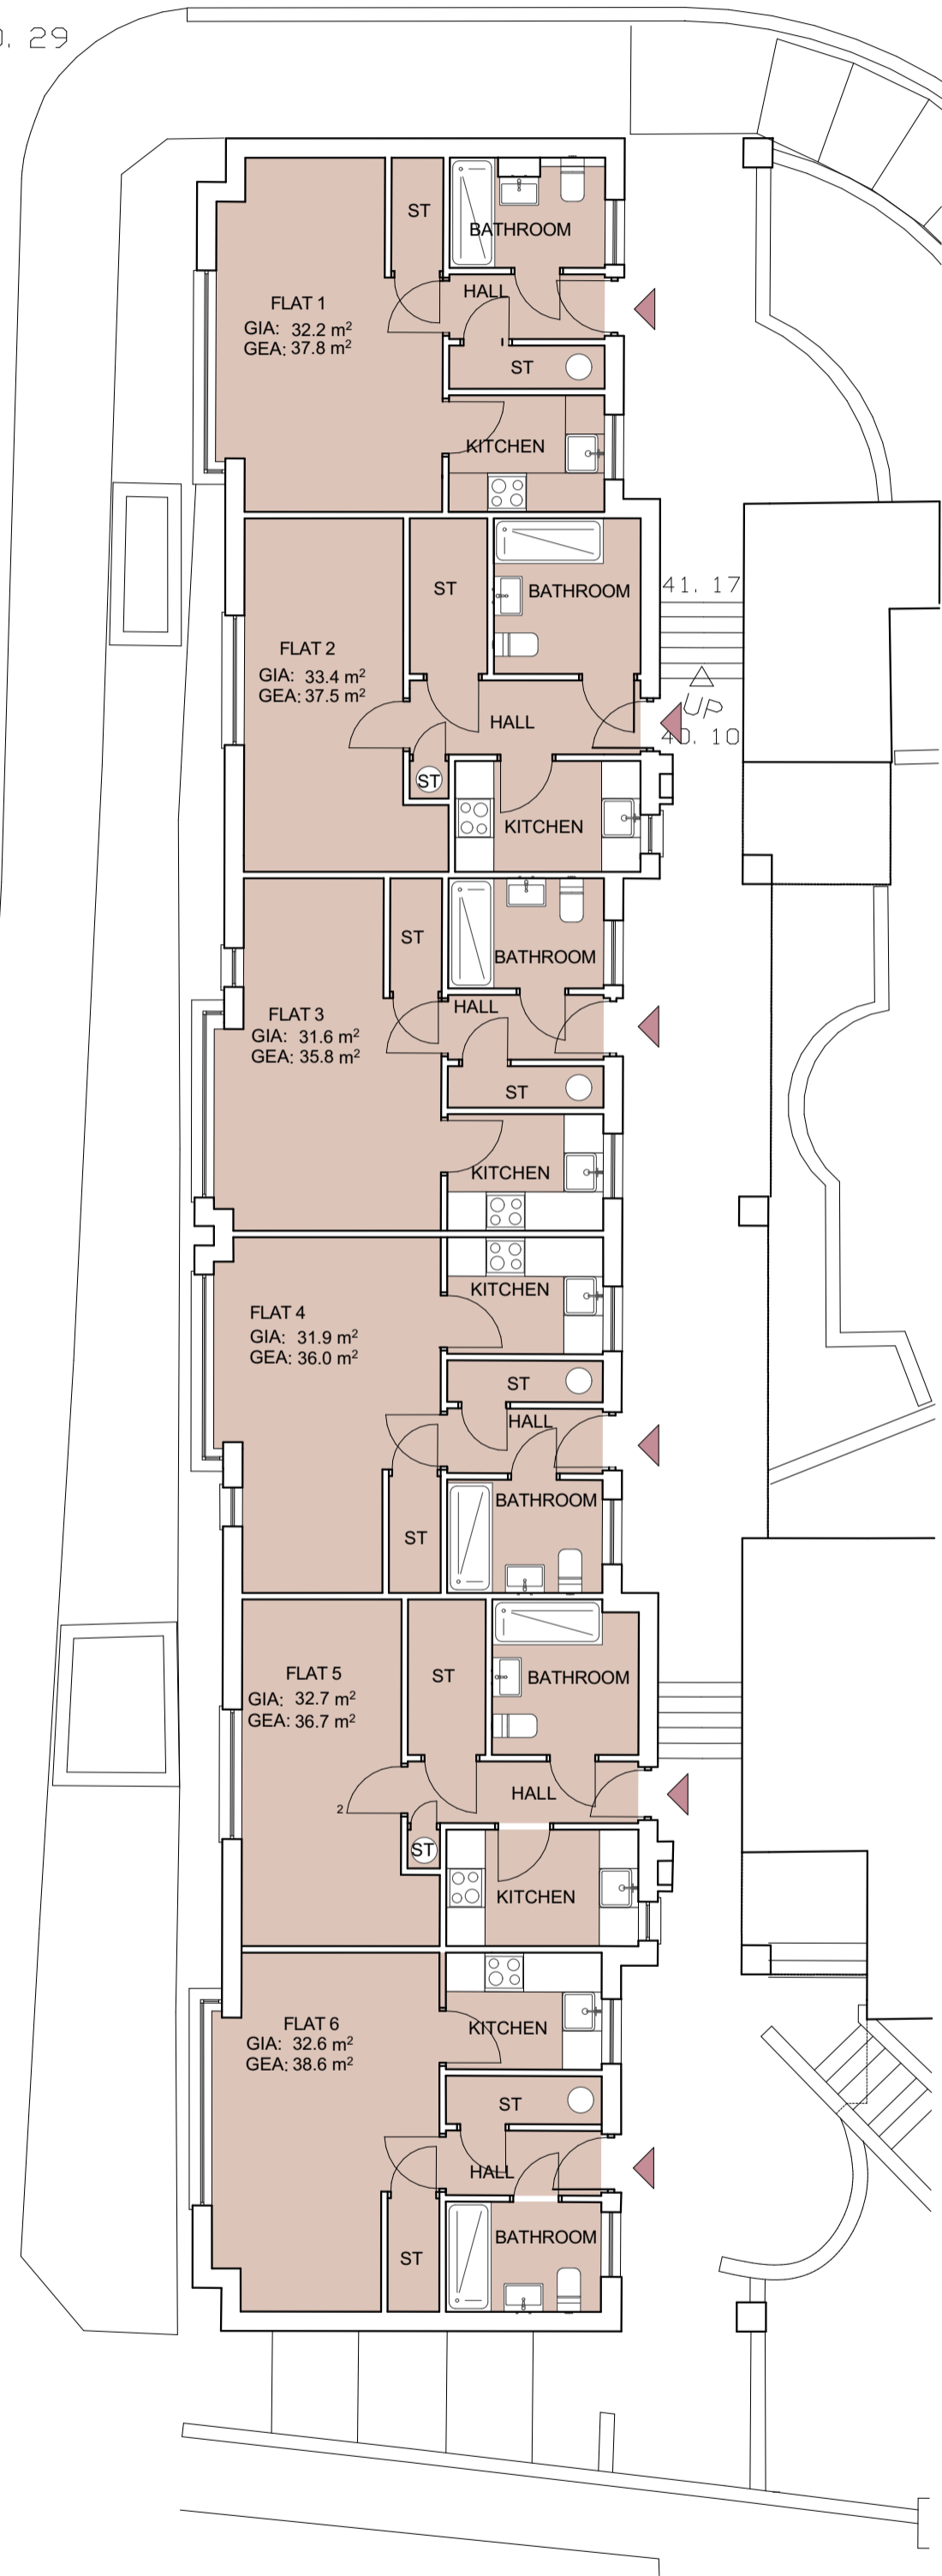 . 29
ST
BATHROOM
HALL
FLAT 1
GIA: 32.2 m²
GEA: 37.8 m²
ST
KITCHEN
ST
BATHROOM
41. 17
FLAT 2
GIA: 33.4 m²
GEA: 37.5 m²
HALL
UP
40. 10
ST
KITCHEN
ST
BATHROOM
HALL
FLAT 3
GIA: 31.6 m²
GEA: 35.8 m²
ST
KITCHEN
KITCHEN
FLAT 4
GIA: 31.9 m²
GEA: 36.0 m²
ST
HALL
BATHROOM
ST
FLAT 5
GIA: 32.7 m²
GEA: 36.7 m²
ST
BATHROOM
HALL
2
ST
KITCHEN
FLAT 6
GIA: 32.6 m²
GEA: 38.6 m²
KITCHEN
ST
HALL
BATHROOM
ST